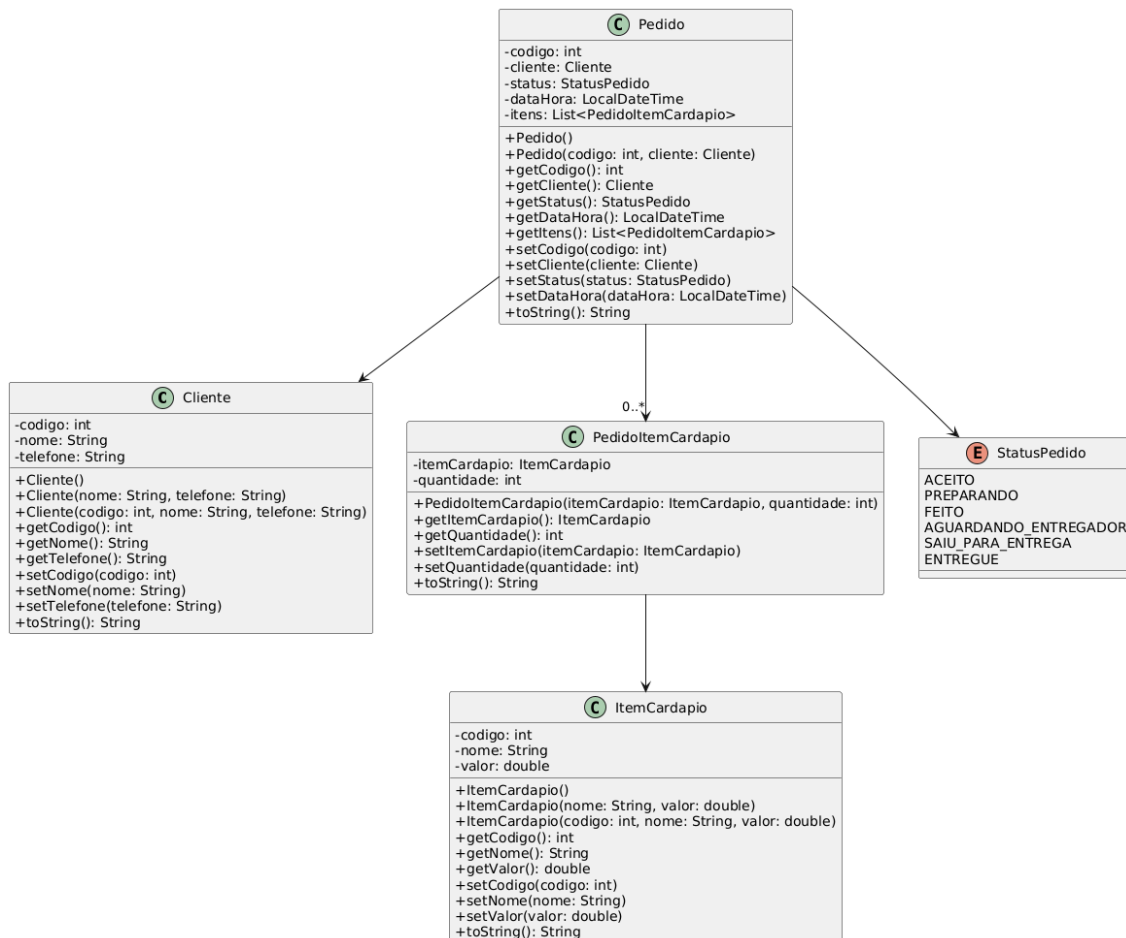 C Pedido
-codigo: int
-cliente: Cliente
-status: StatusPedido
-dataHora: LocalDateTime
-itens: List<PedidoItemCardapio>
+Pedido()
+Pedido(codigo: int, cliente: Cliente)
+getCodigo(): int
+getCliente(): Cliente
+getStatus(): StatusPedido
+getDataHora(): LocalDateTime
+getItens(): List<PedidoItemCardapio>
+setCodigo(codigo: int)
+setCliente(cliente: Cliente)
+setStatus(status: StatusPedido)
+setDataHora(dataHora: LocalDateTime)
+toString(): String
C Cliente
-codigo: int
-nome: String
-telefone: String
+Cliente()
+Cliente(nome: String, telefone: String)
+Cliente(codigo: int, nome: String, telefone: String)
+getCodigo(): int
+getNome(): String
+getTelefone(): String
+setCodigo(codigo: int)
+setNome(nome: String)
+setTelefone(telefone: String)
+toString(): String
0..*
C PedidoItemCardapio
-itemCardapio: ItemCardapio
-quantidade: int
+PedidoItemCardapio(itemCardapio: ItemCardapio, quantidade: int)
+getItemCardapio(): ItemCardapio
+getQuantidade(): int
+setItemCardapio(itemCardapio: ItemCardapio)
+setQuantidade(quantidade: int)
+toString(): String
E StatusPedido
ACEITO
PREPARANDO
FEITO
AGUARDANDO_ENTREGADOR
SAIU_PARA_ENTREGA
ENTREGUE
C ItemCardapio
-codigo: int
-nome: String
-valor: double
+ItemCardapio()
+ItemCardapio(nome: String, valor: double)
+ItemCardapio(codigo: int, nome: String, valor: double)
+getCodigo(): int
+getNome(): String
+getValor(): double
+setCodigo(codigo: int)
+setNome(nome: String)
+setValor(valor: double)
+toString(): String